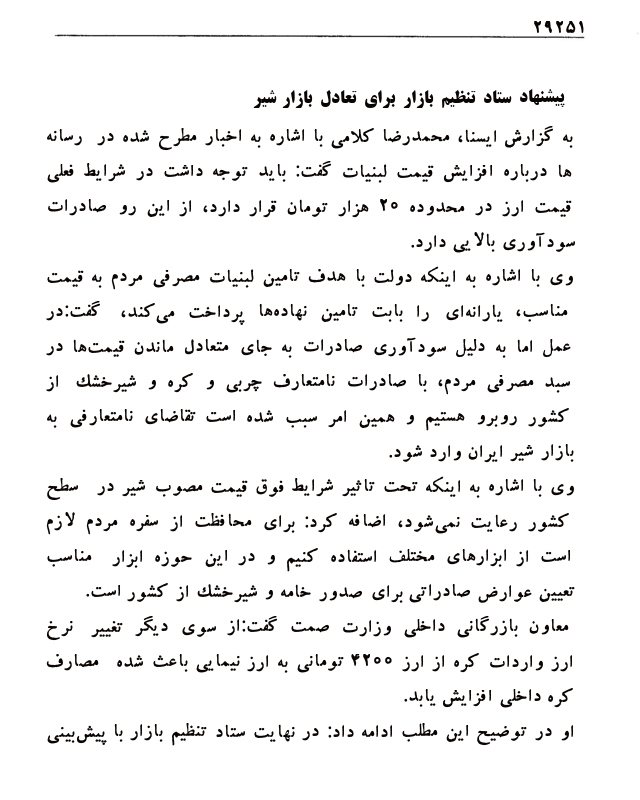 ۲۹۲۵۱
پیشنهاد ستاد تنظیم بازار برای تعادل بازار شیر
به گزارش ایسنا، محمدرضا کلامی با اشاره به اخبار مطرح شده در رسانه
ها درباره افزایش قیمت لبنیات گفت: باید توجه داشت در شرایط فعلی
قیمت ارز در محدوده ۲۰ هزار تومان قرار دارد، از این رو صادرات
سودآوری بالایی دارد.
وی با اشاره به اینکه دولت با هدف تامین لبنیات مصرفی مردم به قیمت
مناسب، یارانه‌ای را بابت تامین نهاده‌ها پرداخت می‌کند، گفت:در
عمل اما به دلیل سودآوری صادرات به جای متعادل ماندن قیمت‌ها در
سبد مصرفی مردم، با صادرات نامتعارف چربی و کره و شیرخشک از
کشور روبرو هستیم و همین امر سبب شده است تقاضای نامتعارفی به
بازار شیر ایران وارد شود.
وی با اشاره به اینکه تحت تاثیر شرایط فوق قیمت مصوب شیر در سطح
کشور رعایت نمی‌شود، اضافه کرد: برای محافظت از سفره مردم لازم
است از ابزارهای مختلف استفاده کنیم و در این حوزه ابزار مناسب
تعیین عوارض صادراتی برای صدور خامه و شیرخشک از کشور است.
معاون بازرگانی داخلی وزارت صمت گفت:از سوی دیگر تغییر نرخ
ارز واردات کره از ارز ۴۲۰۰ تومانی به ارز نیمایی باعث شده مصارف
کره داخلی افزایش یابد.
او در توضیح این مطلب ادامه داد: در نهایت ستاد تنظیم بازار با پیش‌بینی